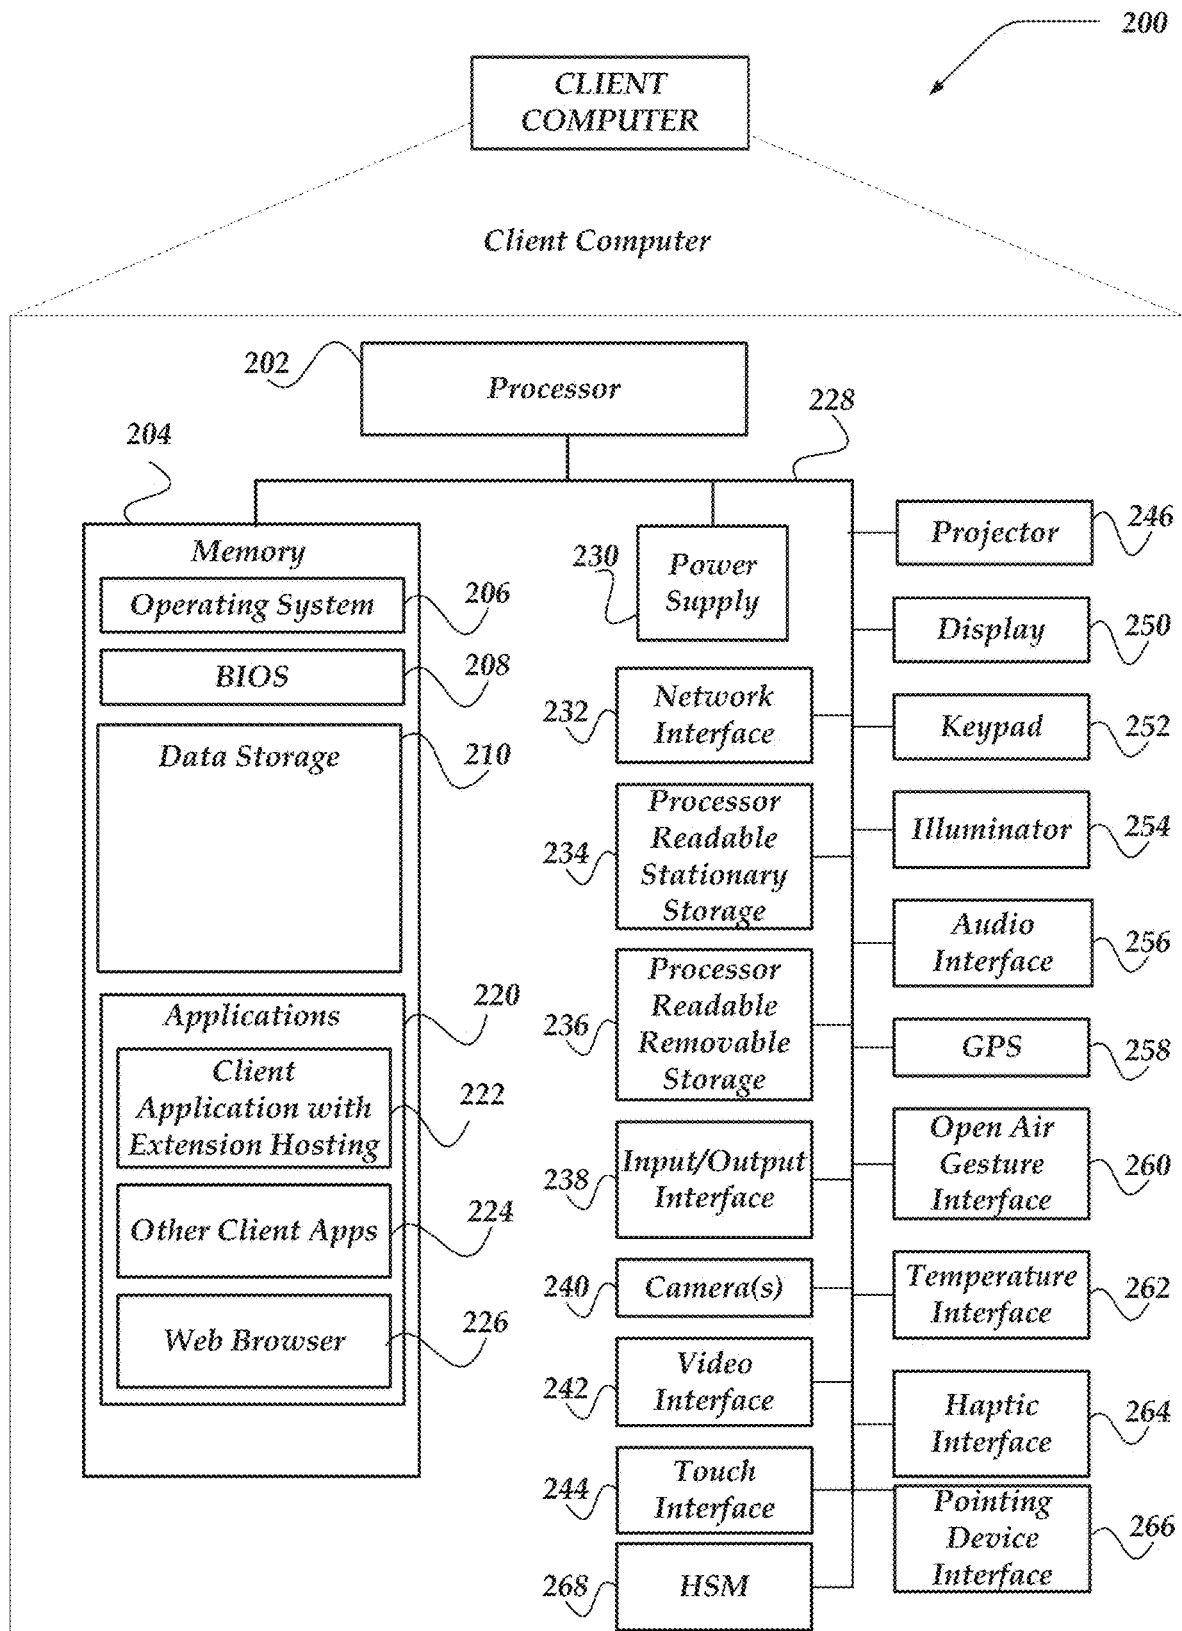 200
CLIENT
COMPUTER
Client Computer
202
Processor
228
204
Memory
Operating System
206
BIOS
208
Data Storage
210
Applications
220
Client
Application with
Extension Hosting
222
Other Client Apps
224
Web Browser
226
230
Power
Supply
232
Network
Interface
234
Processor
Readable
Stationary
Storage
236
Processor
Readable
Removable
Storage
238
Input/Output
Interface
240
Camera(s)
242
Video
Interface
244
Touch
Interface
268
HSM
Projector
246
Display
250
Keypad
252
Illuminator
254
Audio
Interface
256
GPS
258
Open Air
Gesture
Interface
260
Temperature
Interface
262
Haptic
Interface
264
Pointing
Device
Interface
266